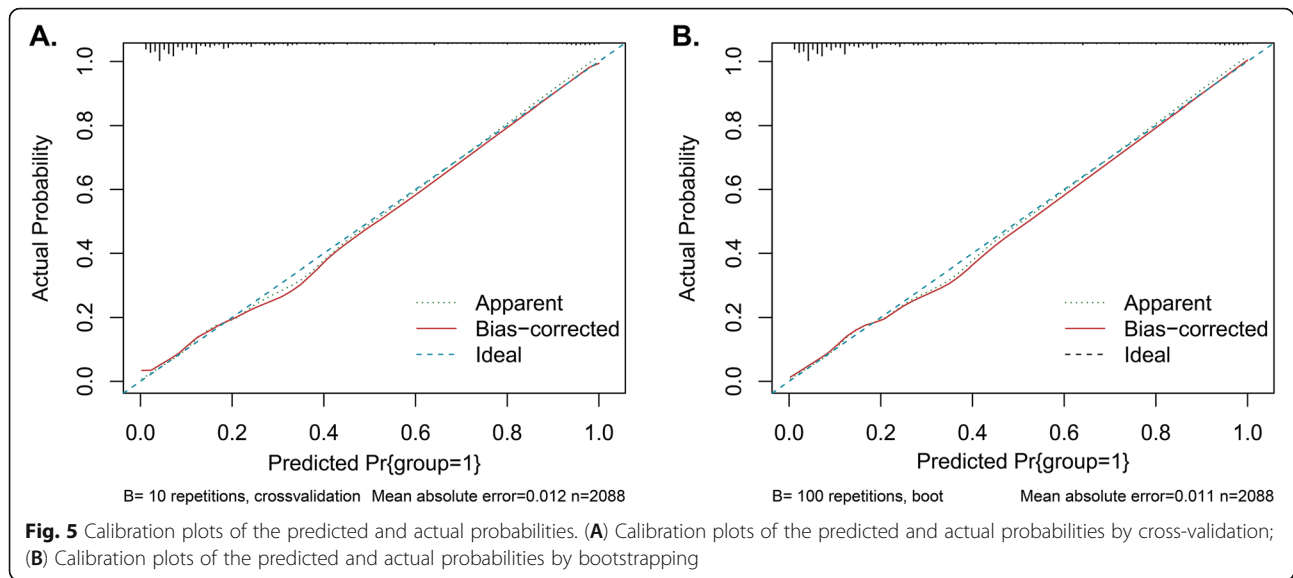 A.
Actual Probability
1.0
0.8
0.6
0.4
0.2
0.0
Apparent
Bias−corrected
Ideal
0.0 0.2 0.4 0.6 0.8 1.0
Predicted Pr{group=1}
B= 10 repetitions, crossvalidation Mean absolute error=0.012 n=2088
B.
Actual Probability
1.0
0.8
0.6
0.4
0.2
0.0
Apparent
Bias−corrected
Ideal
0.0 0.2 0.4 0.6 0.8 1.0
Predicted Pr{group=1}
B= 100 repetitions, boot Mean absolute error=0.011 n=2088
Fig. 5 Calibration plots of the predicted and actual probabilities. (A) Calibration plots of the predicted and actual probabilities by cross-validation;
(B) Calibration plots of the predicted and actual probabilities by bootstrapping